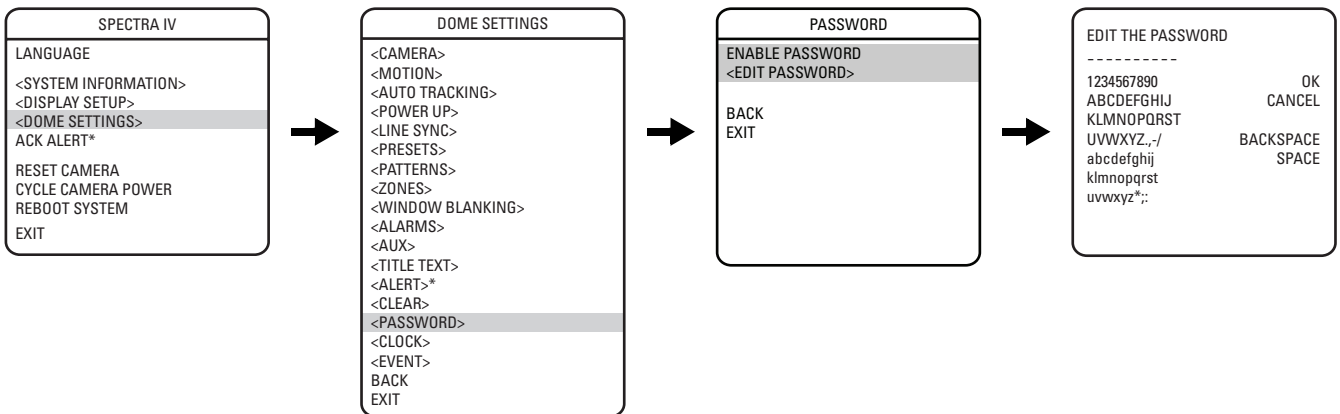 SPECTRA IV
LANGUAGE
<SYSTEM INFORMATION>
<DISPLAY SETUP>
<DOME SETTINGS>
ACK ALERT*
RESET CAMERA
CYCLE CAMERA POWER
REBOOT SYSTEM
EXIT
DOME SETTINGS
<CAMERA>
<MOTION>
<AUTO TRACKING>
<POWER UP>
<LINE SYNC>
<PRESETS>
<PATTERNS>
<ZONES>
<WINDOW BLANKING>
<ALARMS>
<AUX>
<TITLE TEXT>
<ALERT>*
<CLEAR>
<PASSWORD>
<CLOCK>
<EVENT>
BACK
EXIT
PASSWORD
ENABLE PASSWORD
<EDIT PASSWORD>
BACK
EXIT
EDIT THE PASSWORD
- - - - - - - - - -
1234567890 OK
ABCDEFGHIJ CANCEL
KLMNOPQRST
UVWXYZ.,-/ BACKSPACE
abcdefghij SPACE
klmnopqrst
uvwxyz*;: